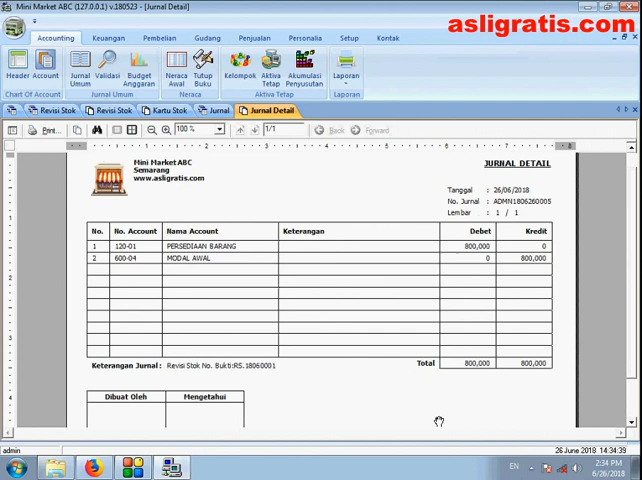 Mini Market ABC (127.0.0.1) v.180523 - [Jurnal Detail]
asligratis.com
Accounting Keuangan Pembelian Gudang Penjualan Personalia Setup Kontak
Header Account Jurnal Umum Validasi Budget Anggaran Neraca Awal Tutup Buku Kelompok Aktiva Tetap Akumulasi Penyusutan Laporan
Chart Of Account Jurnal Umum Neraca Aktiva Tetap Laporan
Revisi Stok Revisi Stok Kartu Stok Jurnal Jurnal Detail
Print... 100 % 1/1 Back Forward
Mini Market ABC
Semarang
www.asligratis.com
JURNAL DETAIL
Tanggal : 26/06/2018
No. Jurnal : ADMN1806260005
Lembar : 1 / 1
No. No. Account Nama Account Keterangan Debet Kredit
1 120-01 PERSEDIAAN BARANG 800,000 0
2 600-04 MODAL AWAL 0 800,000
Keterangan Jurnal : Revisi Stok No. Bukti:RS.18060001 Total 800,000 800,000
Dibuat Oleh Mengetahui
admin 26 June 2018 14:34:39
EN 2:34 PM
6/26/2018